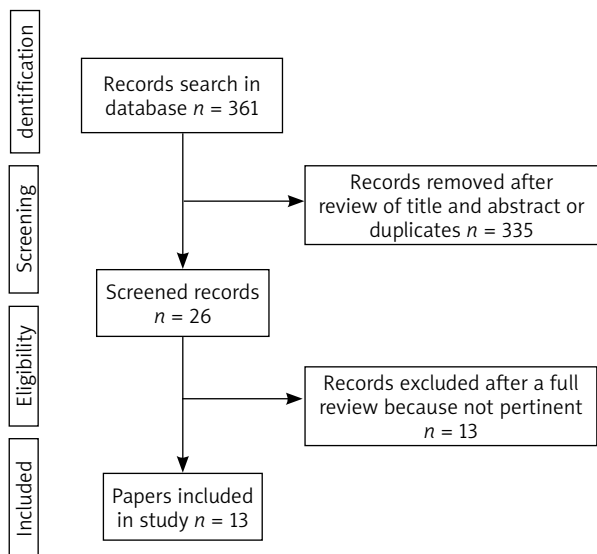 dentification
Records search in
database n = 361
Screening
Records removed after
review of title and abstract or
duplicates n = 335
Screened records
n = 26
Eligibility
Records excluded after a full
review because not pertinent
n = 13
Included
Papers included
in study n = 13